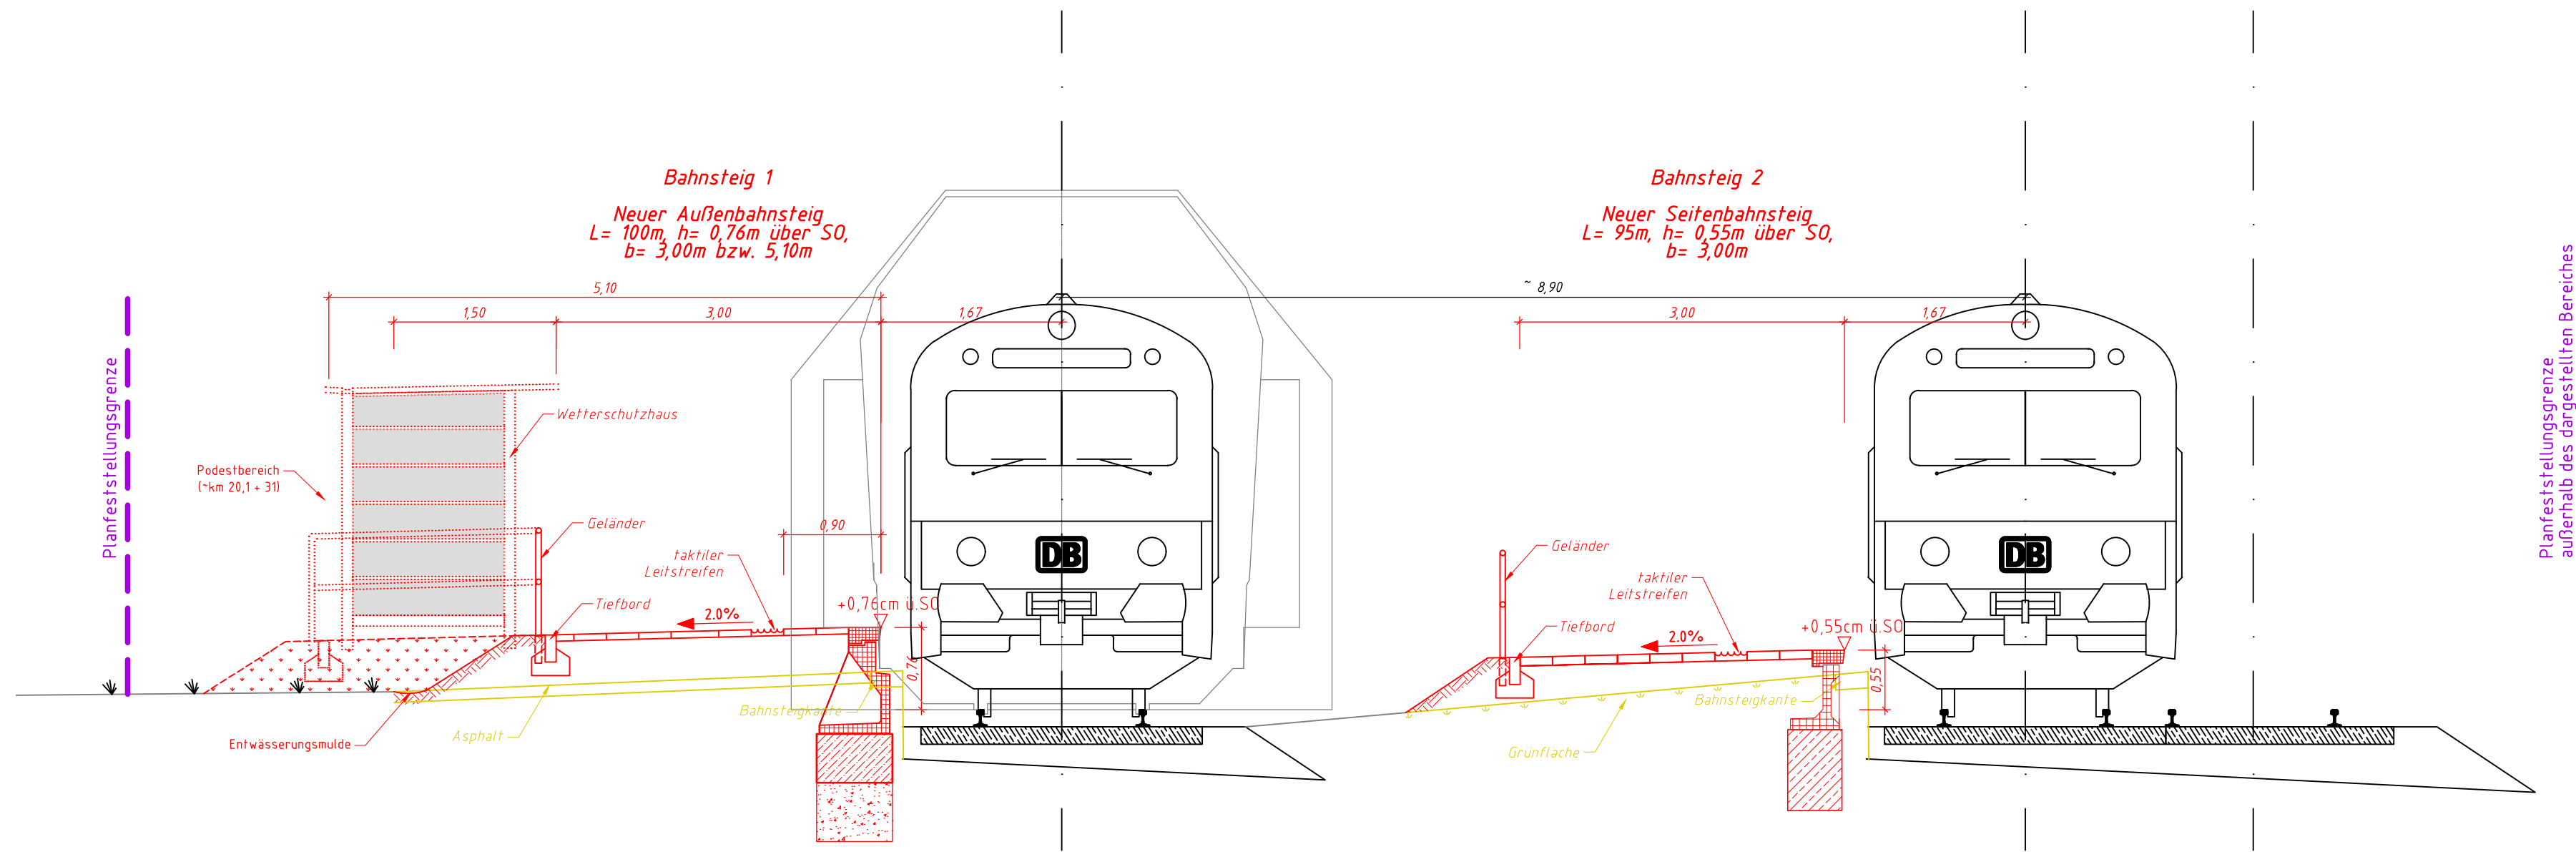 Bahnsteig 1
Neuer Außenbahnsteig
L= 100m, h= 0,76m über SO,
b= 3,00m bzw. 5,10m
Bahnsteig 2
Neuer Seitenbahnsteig
L= 95m, h= 0,55m über SO,
b= 3,00m
5,10
1,50
3,00
1,67
~ 8,90
3,00
1,67
Planfeststellungsgrenze
Wetterschutzhaus
Podestbereich
(~km 20,1 + 31)
Geländer
0,90
taktiler
Leitstreifen
Tiefbord
2.0%
+0,76cm ü.SO
0,76
Bahnsteigkante
Asphalt
Entwässerungsmulde
DB
Geländer
taktiler
Leitstreifen
Tiefbord
2.0%
+0,55cm ü.SO
0,55
Bahnsteigkante
Grünfläche
DB
Planfeststellungsgrenze
außerhalb des dargestellten Bereiches